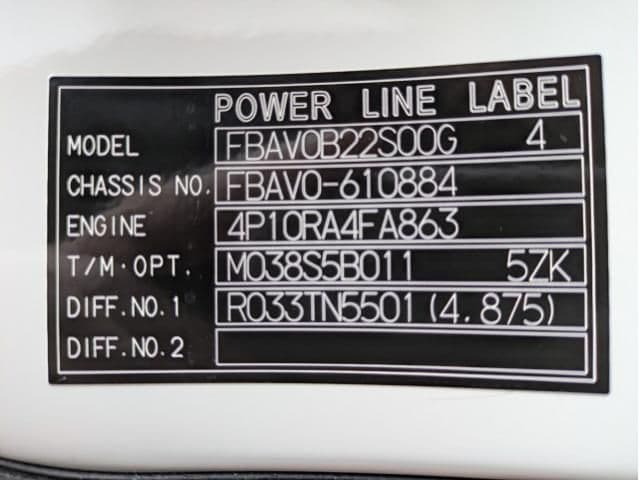 POWER LINE LABEL
MODEL FBAV0B22S00G 4
CHASSIS NO. FBAV0-610884
ENGINE 4P10RA4FA863
T/M·OPT. M038S5B011 5ZK
DIFF.NO.1 R033TN5501 (4.875)
DIFF.NO.2